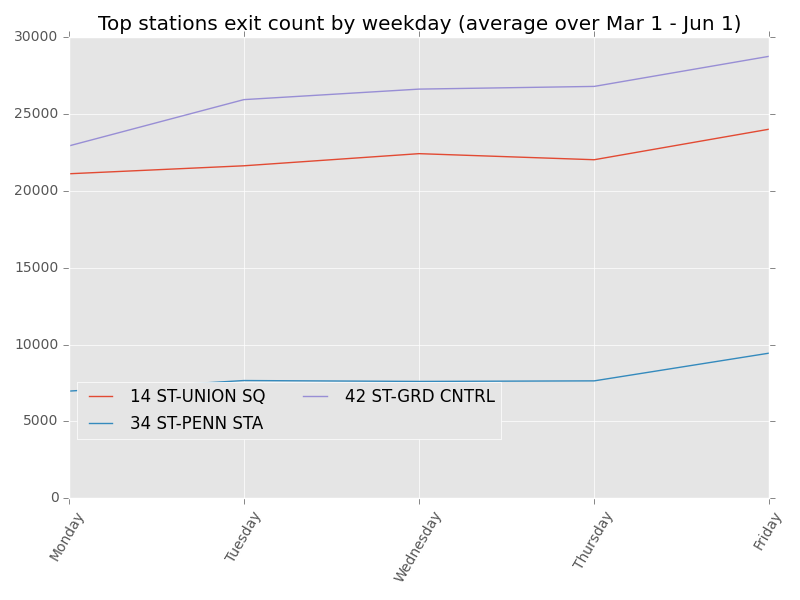 Top stations exit count by weekday (average over Mar 1 - Jun 1)
30000
25000
20000
15000
10000
5000
0
14 ST-UNION SQ
42 ST-GRD CNTRL
34 ST-PENN STA
Monday
Tuesday
Wednesday
Thursday
Friday